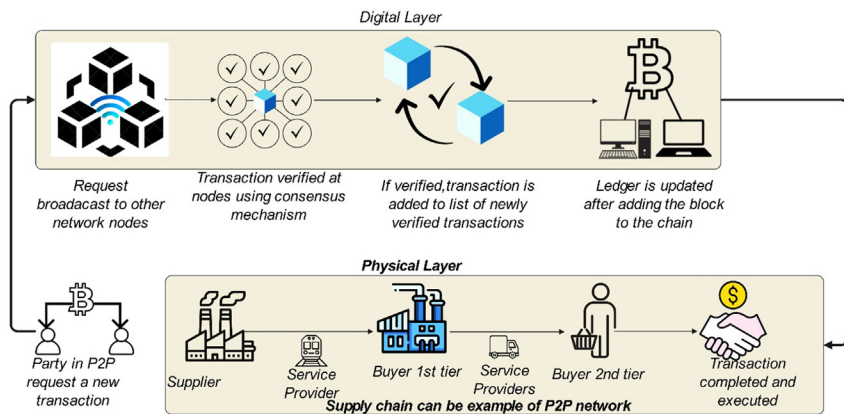 Digital Layer
Request
broadacast to other
network nodes
Transaction verified at
nodes using consensus
mechanism
If verified,transaction is
added to list of newly
verified transactions
Ledger is updated
after adding the block
to the chain
Physical Layer
Party in P2P
request a new
transaction
Supplier
Service
Provider
Buyer 1st tier
Service
Providers
Buyer 2nd tier
Transaction
completed and
executed
Supply chain can be example of P2P network